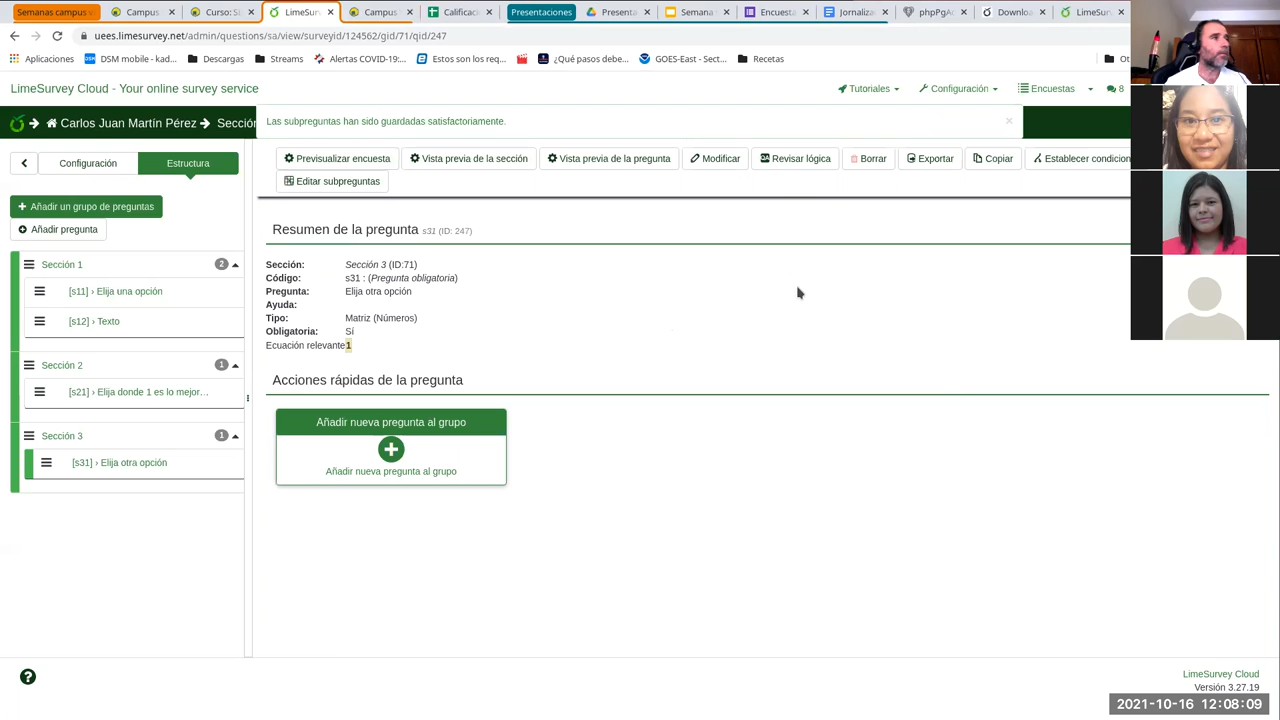 Semanas campus v
Campus
Curso: SL
LimeSur
Campus
Calificaci
Presentaciones
Presenta
Semana
Encuesta
Jornaliza
phpPgA
Downloa
LimeSur
uees.limesurvey.net/admin/questions/sa/view/surveyid/124562/gid/71/qid/247
Aplicaciones
DSM mobile - kad...
Descargas
Streams
Alertas COVID-19:...
Estos son los req...
¿Qué pasos debe...
GOES-East - Sect...
Recetas
Ot
LimeSurvey Cloud - Your online survey service
Tutoriales
Configuración
Encuestas
8
Carlos Juan Martín Pérez
Secció
Las subpreguntas han sido guardadas satisfactoriamente.
×
Configuración
Estructura
Previsualizar encuesta
Vista previa de la sección
Vista previa de la pregunta
Modificar
Revisar lógica
Borrar
Exportar
Copiar
Establecer condicion
Editar subpreguntas
Añadir un grupo de preguntas
Añadir pregunta
Sección 1
2
[s11] › Elija una opción
[s12] › Texto
Sección 2
1
[s21] › Elija donde 1 es lo mejor...
Sección 3
1
[s31] › Elija otra opción
Resumen de la pregunta s31 (ID: 247)
Sección: Sección 3 (ID:71)
Código: s31 : (Pregunta obligatoria)
Pregunta: Elija otra opción
Ayuda:
Tipo: Matriz (Números)
Obligatoria: Sí
Ecuación relevante1
Acciones rápidas de la pregunta
Añadir nueva pregunta al grupo
Añadir nueva pregunta al grupo
LimeSurvey Cloud
Versión 3.27.19
2021-10-16 12:08:09